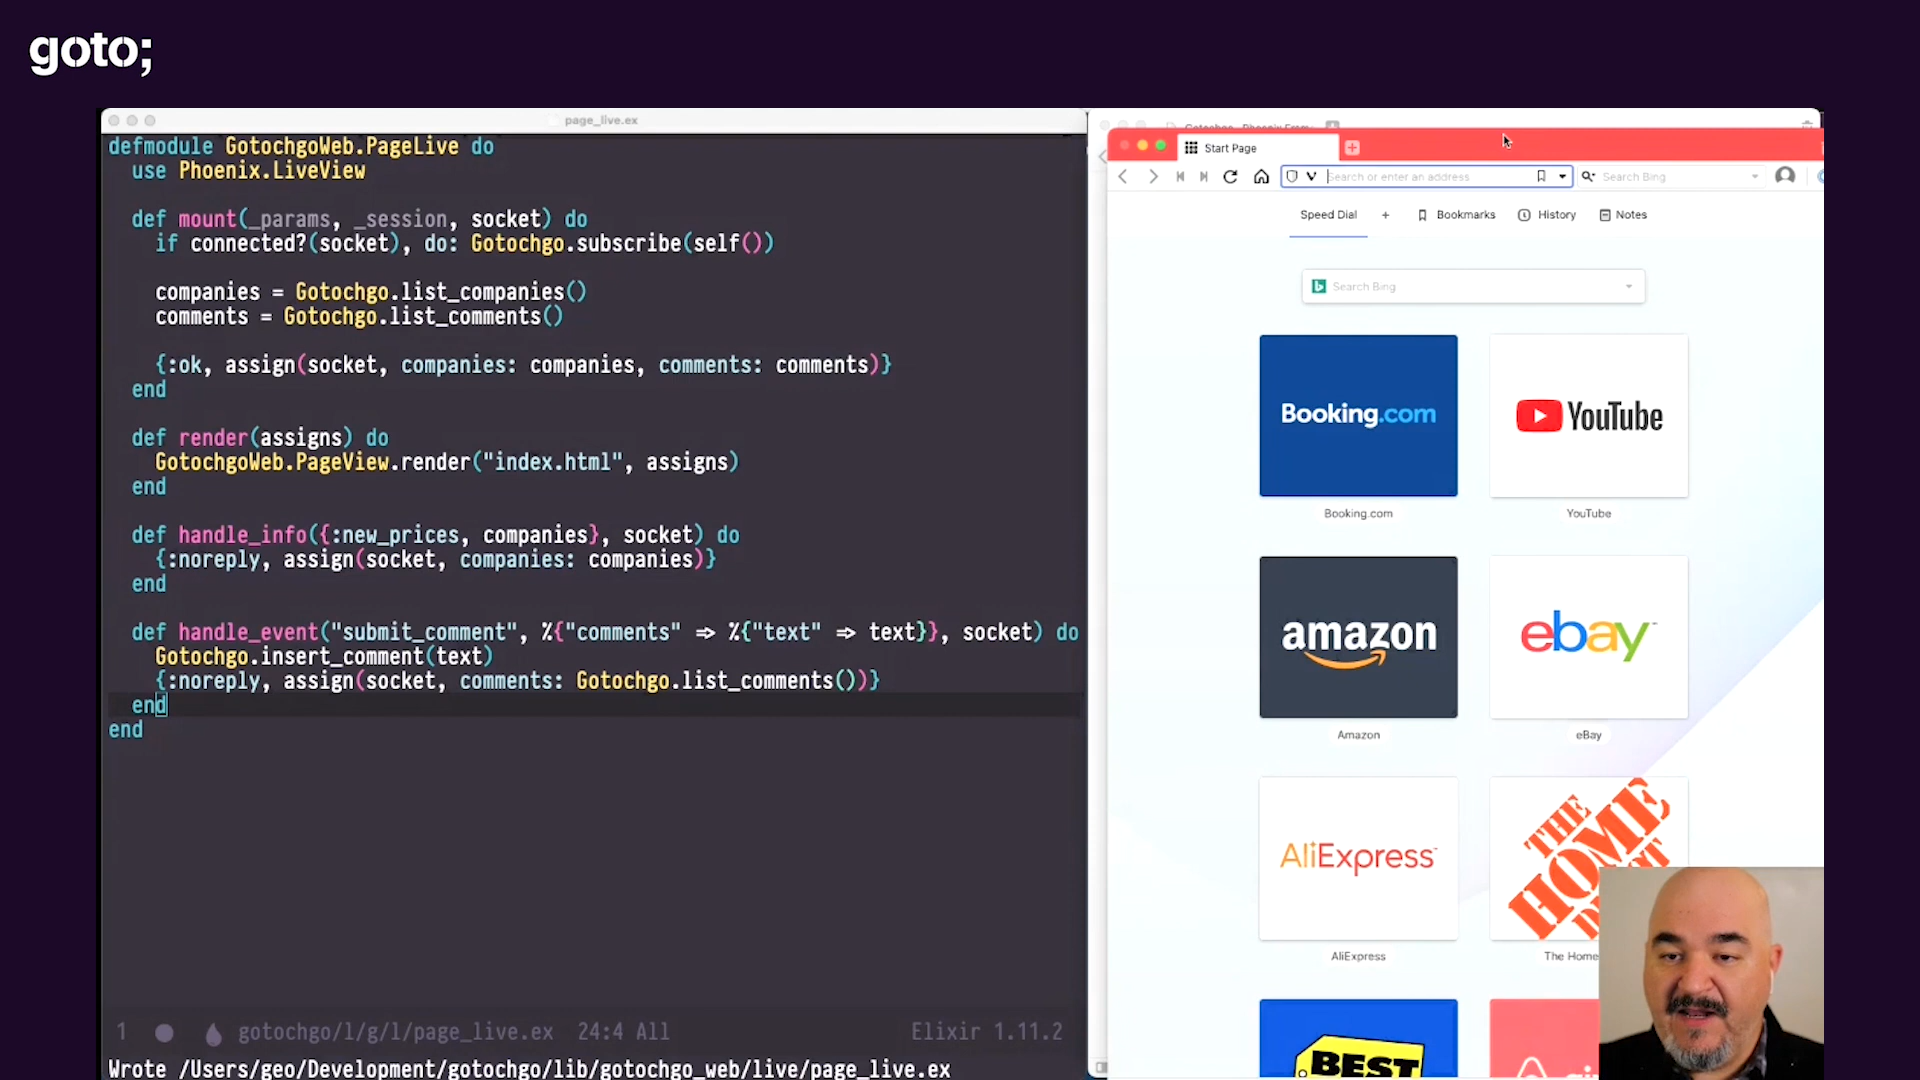 goto;
page_live.ex
defmodule GotochgoWeb.PageLive do
use Phoenix.LiveView
def mount(_params, _session, socket) do
if connected?(socket), do: Gotochgo.subscribe(self())
companies = Gotochgo.list_companies()
comments = Gotochgo.list_comments()
{:ok, assign(socket, companies: companies, comments: comments)}
end
def render(assigns) do
GotochgoWeb.PageView.render("index.html", assigns)
end
def handle_info({:new_prices, companies}, socket) do
{:noreply, assign(socket, companies: companies)}
end
def handle_event("submit_comment", %{"comments" => %{"text" => text}}, socket) do
Gotochgo.insert_comment(text)
{:noreply, assign(socket, comments: Gotochgo.list_comments())}
end
end
1 gotochgo/l/g/l/page_live.ex 24:4 All Elixir 1.11.2
Wrote /Users/geo/Development/gotochgo/lib/gotochgo_web/live/page_live.ex
Start Page
Search or enter an address
Search Bing
Speed Dial + Bookmarks History Notes
Search Bing
Booking.com
YouTube
Booking.com
YouTube
amazon
ebay
Amazon
eBay
AliExpress
THE HOME
AliExpress
The Home
BEST